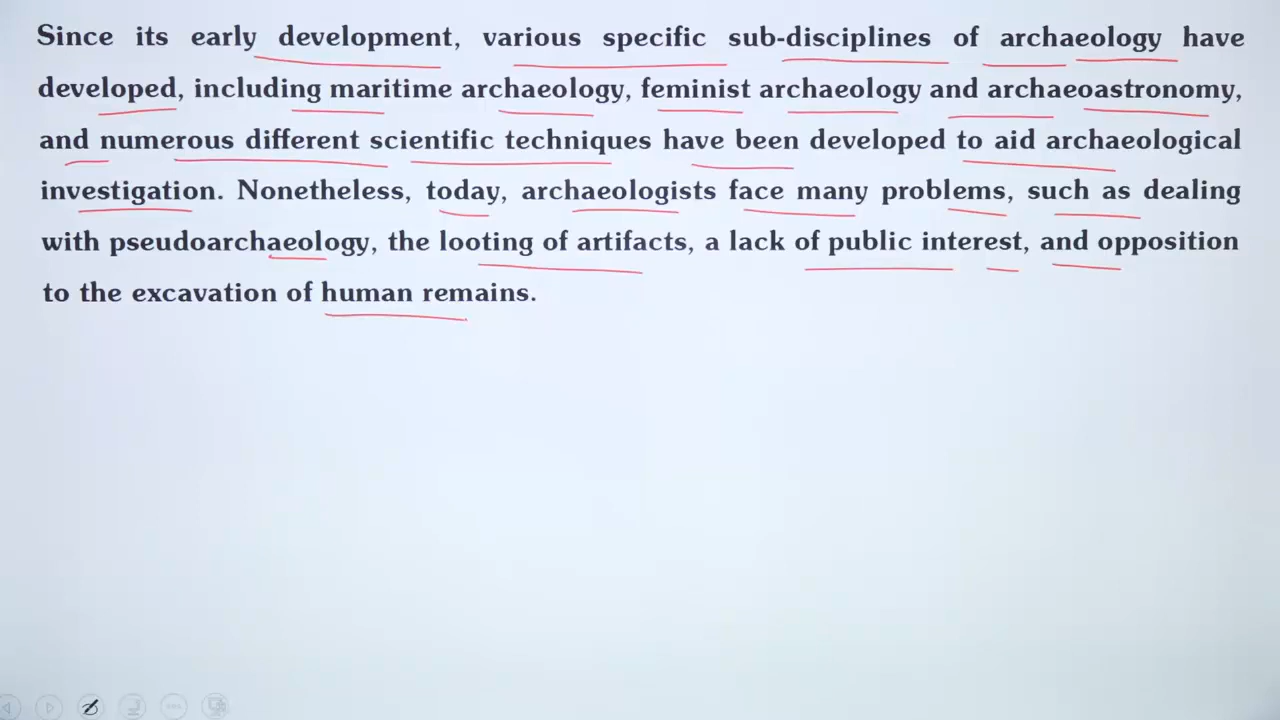 Since its early development, various specific sub-disciplines of archaeology have
developed, including maritime archaeology, feminist archaeology and archaeoastronomy,
and numerous different scientific techniques have been developed to aid archaeological
investigation. Nonetheless, today, archaeologists face many problems, such as dealing
with pseudoarchaeology, the looting of artifacts, a lack of public interest, and opposition
to the excavation of human remains.